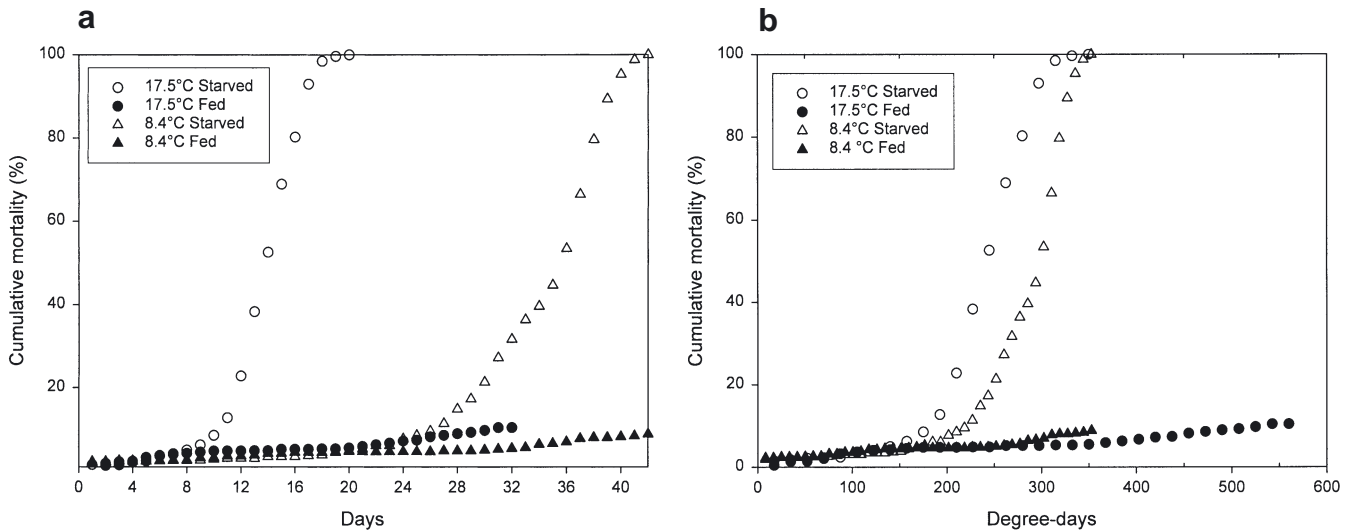 a
100
80
60
40
20
17.5°C Starved
17.5°C Fed
8.4°C Starved
8.4°C Fed
0 4 8 12 16 20 24 28 32 36 40
Days
Cumulative mortality (%)
b
100
80
60
40
20
0
17.5°C Starved
17.5°C Fed
8.4°C Starved
8.4 °C Fed
0 100 200 300 400 500 600
Degree-days
Cumulative mortality (%)